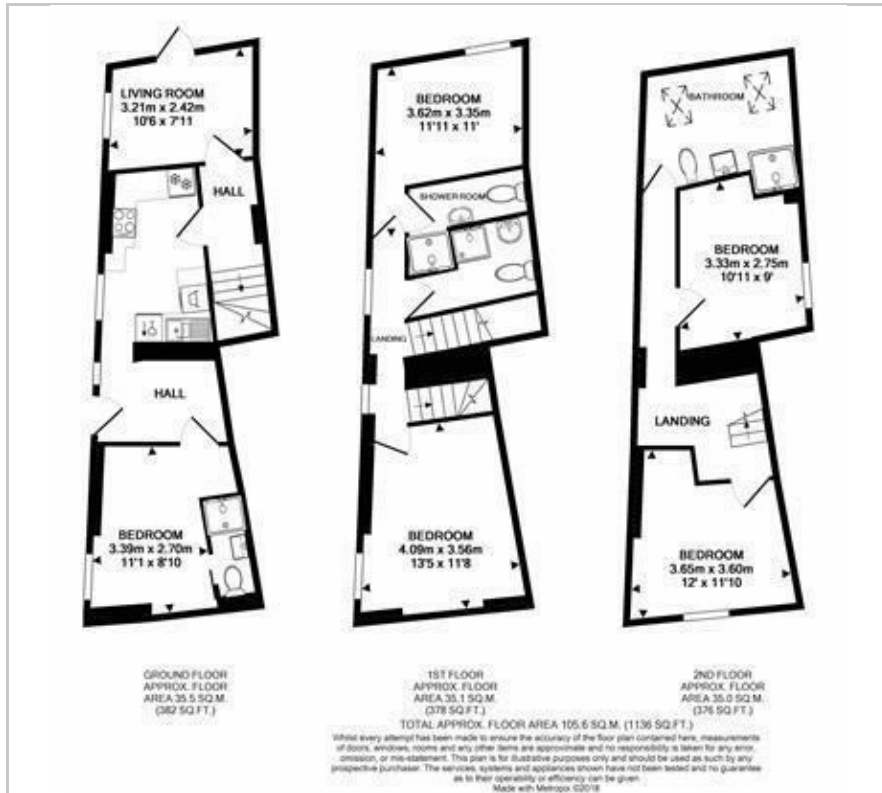 LIVING ROOM
3.21m x 2.42m
10'6 x 7'11
HALL
HALL
BEDROOM
3.39m x 2.70m
11'1 x 8'10
BEDROOM
3.62m x 3.35m
11'11 x 11'
SHOWER ROOM
LANDING
BEDROOM
4.09m x 3.56m
13'5 x 11'8
BATHROOM
BEDROOM
3.33m x 2.75m
10'11 x 9'
LANDING
BEDROOM
3.65m x 3.60m
12' x 11'10
GROUND FLOOR
APPROX. FLOOR
AREA 35.5 SQ.M.
(382 SQ.FT.)
1ST FLOOR
APPROX. FLOOR
AREA 35.1 SQ.M.
(378 SQ.FT.)
2ND FLOOR
APPROX. FLOOR
AREA 35.0 SQ.M.
(376 SQ.FT.)
TOTAL APPROX. FLOOR AREA 105.6 SQ.M. (1136 SQ.FT.)
Whilst every attempt has been made to ensure the accuracy of the floor plan contained here, measurements
of doors, windows, rooms and any other items are approximate and no responsibility is taken for any error,
omission, or mis-statement. This plan is for illustrative purposes only and should be used as such by any
prospective purchaser. The services, systems and appliances shown have not been tested and no guarantee
as to their operability or efficiency can be given
Made with Metropix ©2018